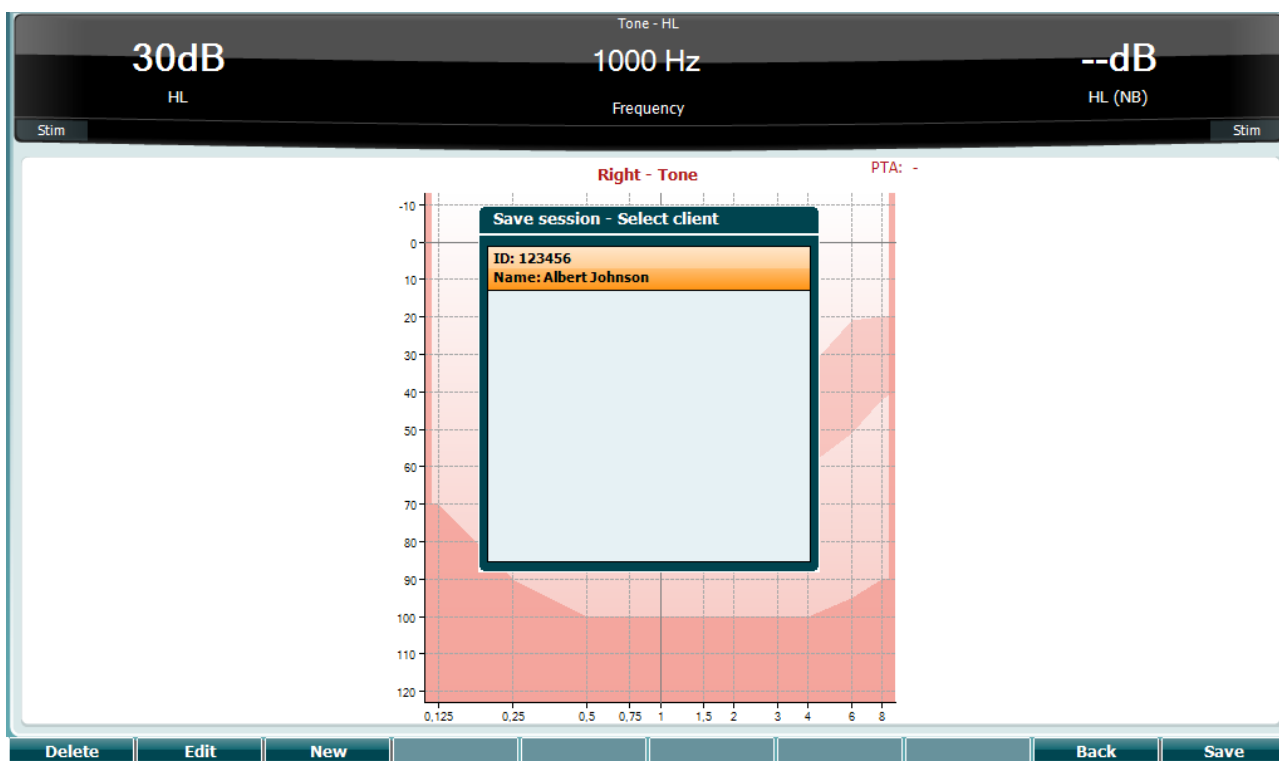 Tone - HL
30dB
1000 Hz
--dB
HL
Frequency
HL (NB)
Stim
Stim
Right - Tone
PTA: -
Save session - Select client
ID: 123456
Name: Albert Johnson
-10
0
10
20
30
40
50
60
70
80
90
100
110
120
0,125 0,25 0,5 0,75 1 1,5 2 3 4 6 8
Delete Edit New Back Save